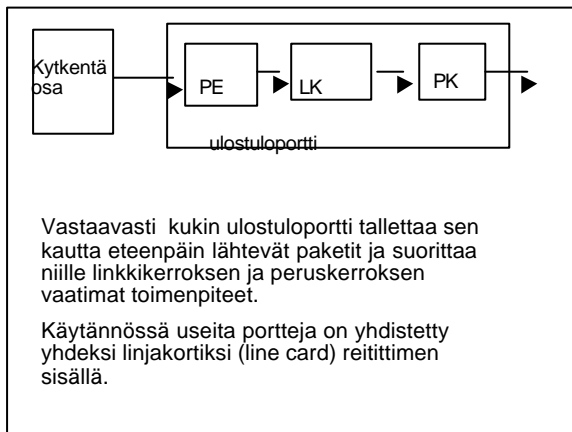 Kytkentä
osa
PE
LK
PK
ulostuloportti
Vastaavasti kukin ulostuloportti tallettaa sen
kautta eteenpäin lähtevät paketit ja suorittaa
niille linkkikerroksen ja peruskerroksen
vaatimat toimenpiteet.
Käytännössä useita portteja on yhdistetty
yhdeksi linjakortiksi (line card) reitittimen
sisällä.